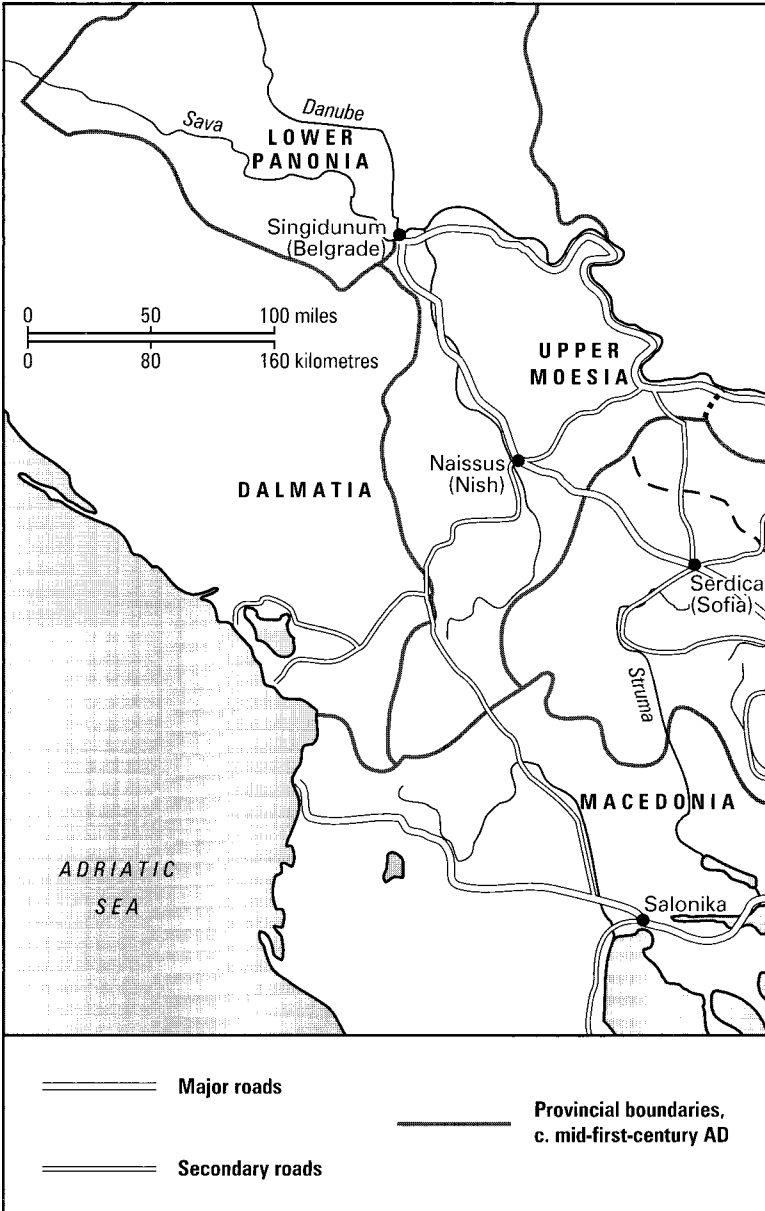 Sava
Danube
LOWER
PANONIA
Singidunum
(Belgrade)
0 50 100 miles
0 80 160 kilometres
UPPER
MOESIA
Naissus
(Nish)
DALMATIA
Serdica
(Sofia)
Struma
MACEDONIA
ADRIATIC
SEA
Salonika
Major roads
Provincial boundaries,
c. mid-first-century AD
Secondary roads